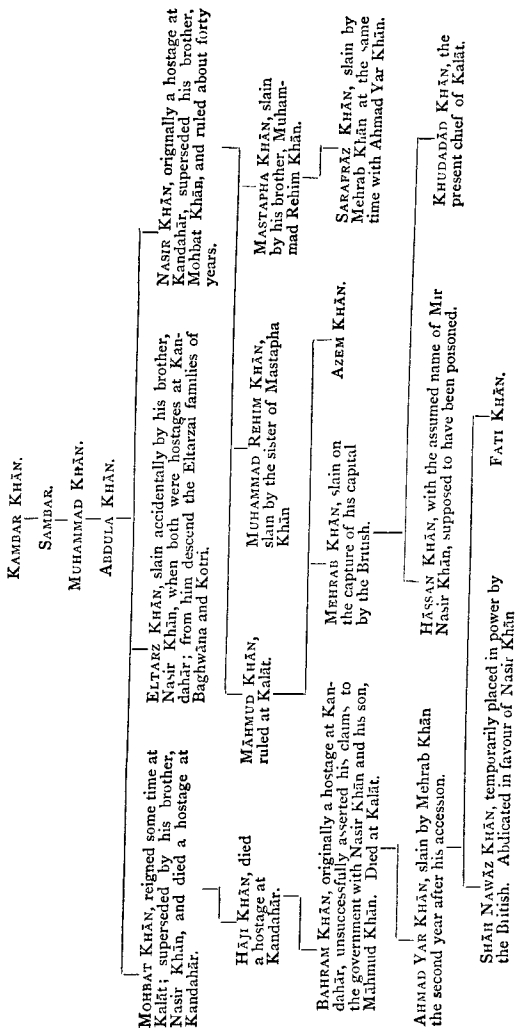 KAMBAR KHĀN.
SAMBAR.
MUHAMMAD KHĀN.
ABDULA KHĀN.
MOHBAT KHĀN, reigned some time at
Kalāt; superseded by his brother,
Nasir Khān, and died a hostage at
Kandahār.
ELTARZ KHĀN, slain accidentally by his brother,
Nasir Khān, when both were hostages at Kan-
dahār; from him descend the Eltarzai families of
Baghwāna and Kotri.
NASIR KHĀN, originally a hostage at
Kandahār, superseded his brother,
Mohbat Khān, and ruled about forty
years.
HĀJI KHĀN, died
a hostage at
Kandahār.
MĀHMUD KHĀN,
ruled at Kalāt.
MUHAMMAD REHIM KHĀN,
slain by the sister of Mastapha
Khān
MASTAPHA KHĀN, slain
by his brother, Muham-
mad Rehim Khān.
BAHRAM KHĀN, originally a hostage at Kan-
dahār, unsuccessfully asserted his claims to
the government with Nasir Khān and his son,
Māhmud Khān. Died at Kalāt.
MEHRAB KHĀN, slain on
the capture of his capital
by the British.
AZEM KHĀN.
SARAFRĀZ KHĀN, slain by
Mehrab Khān at the same
time with Ahmad Yar Khān.
AHMAD YAR KHĀN, slain by Mehrab Khān
the second year after his accession.
HĀSSAN KHĀN, with the assumed name of Mir
Nasir Khān, supposed to have been poisoned.
KHUDADĀD KHĀN, the
present chief of Kalāt.
SHĀH NAWĀZ KHĀN, temporarily placed in power by
the British. Abdicated in favour of Nasir Khān
FATI KHĀN.